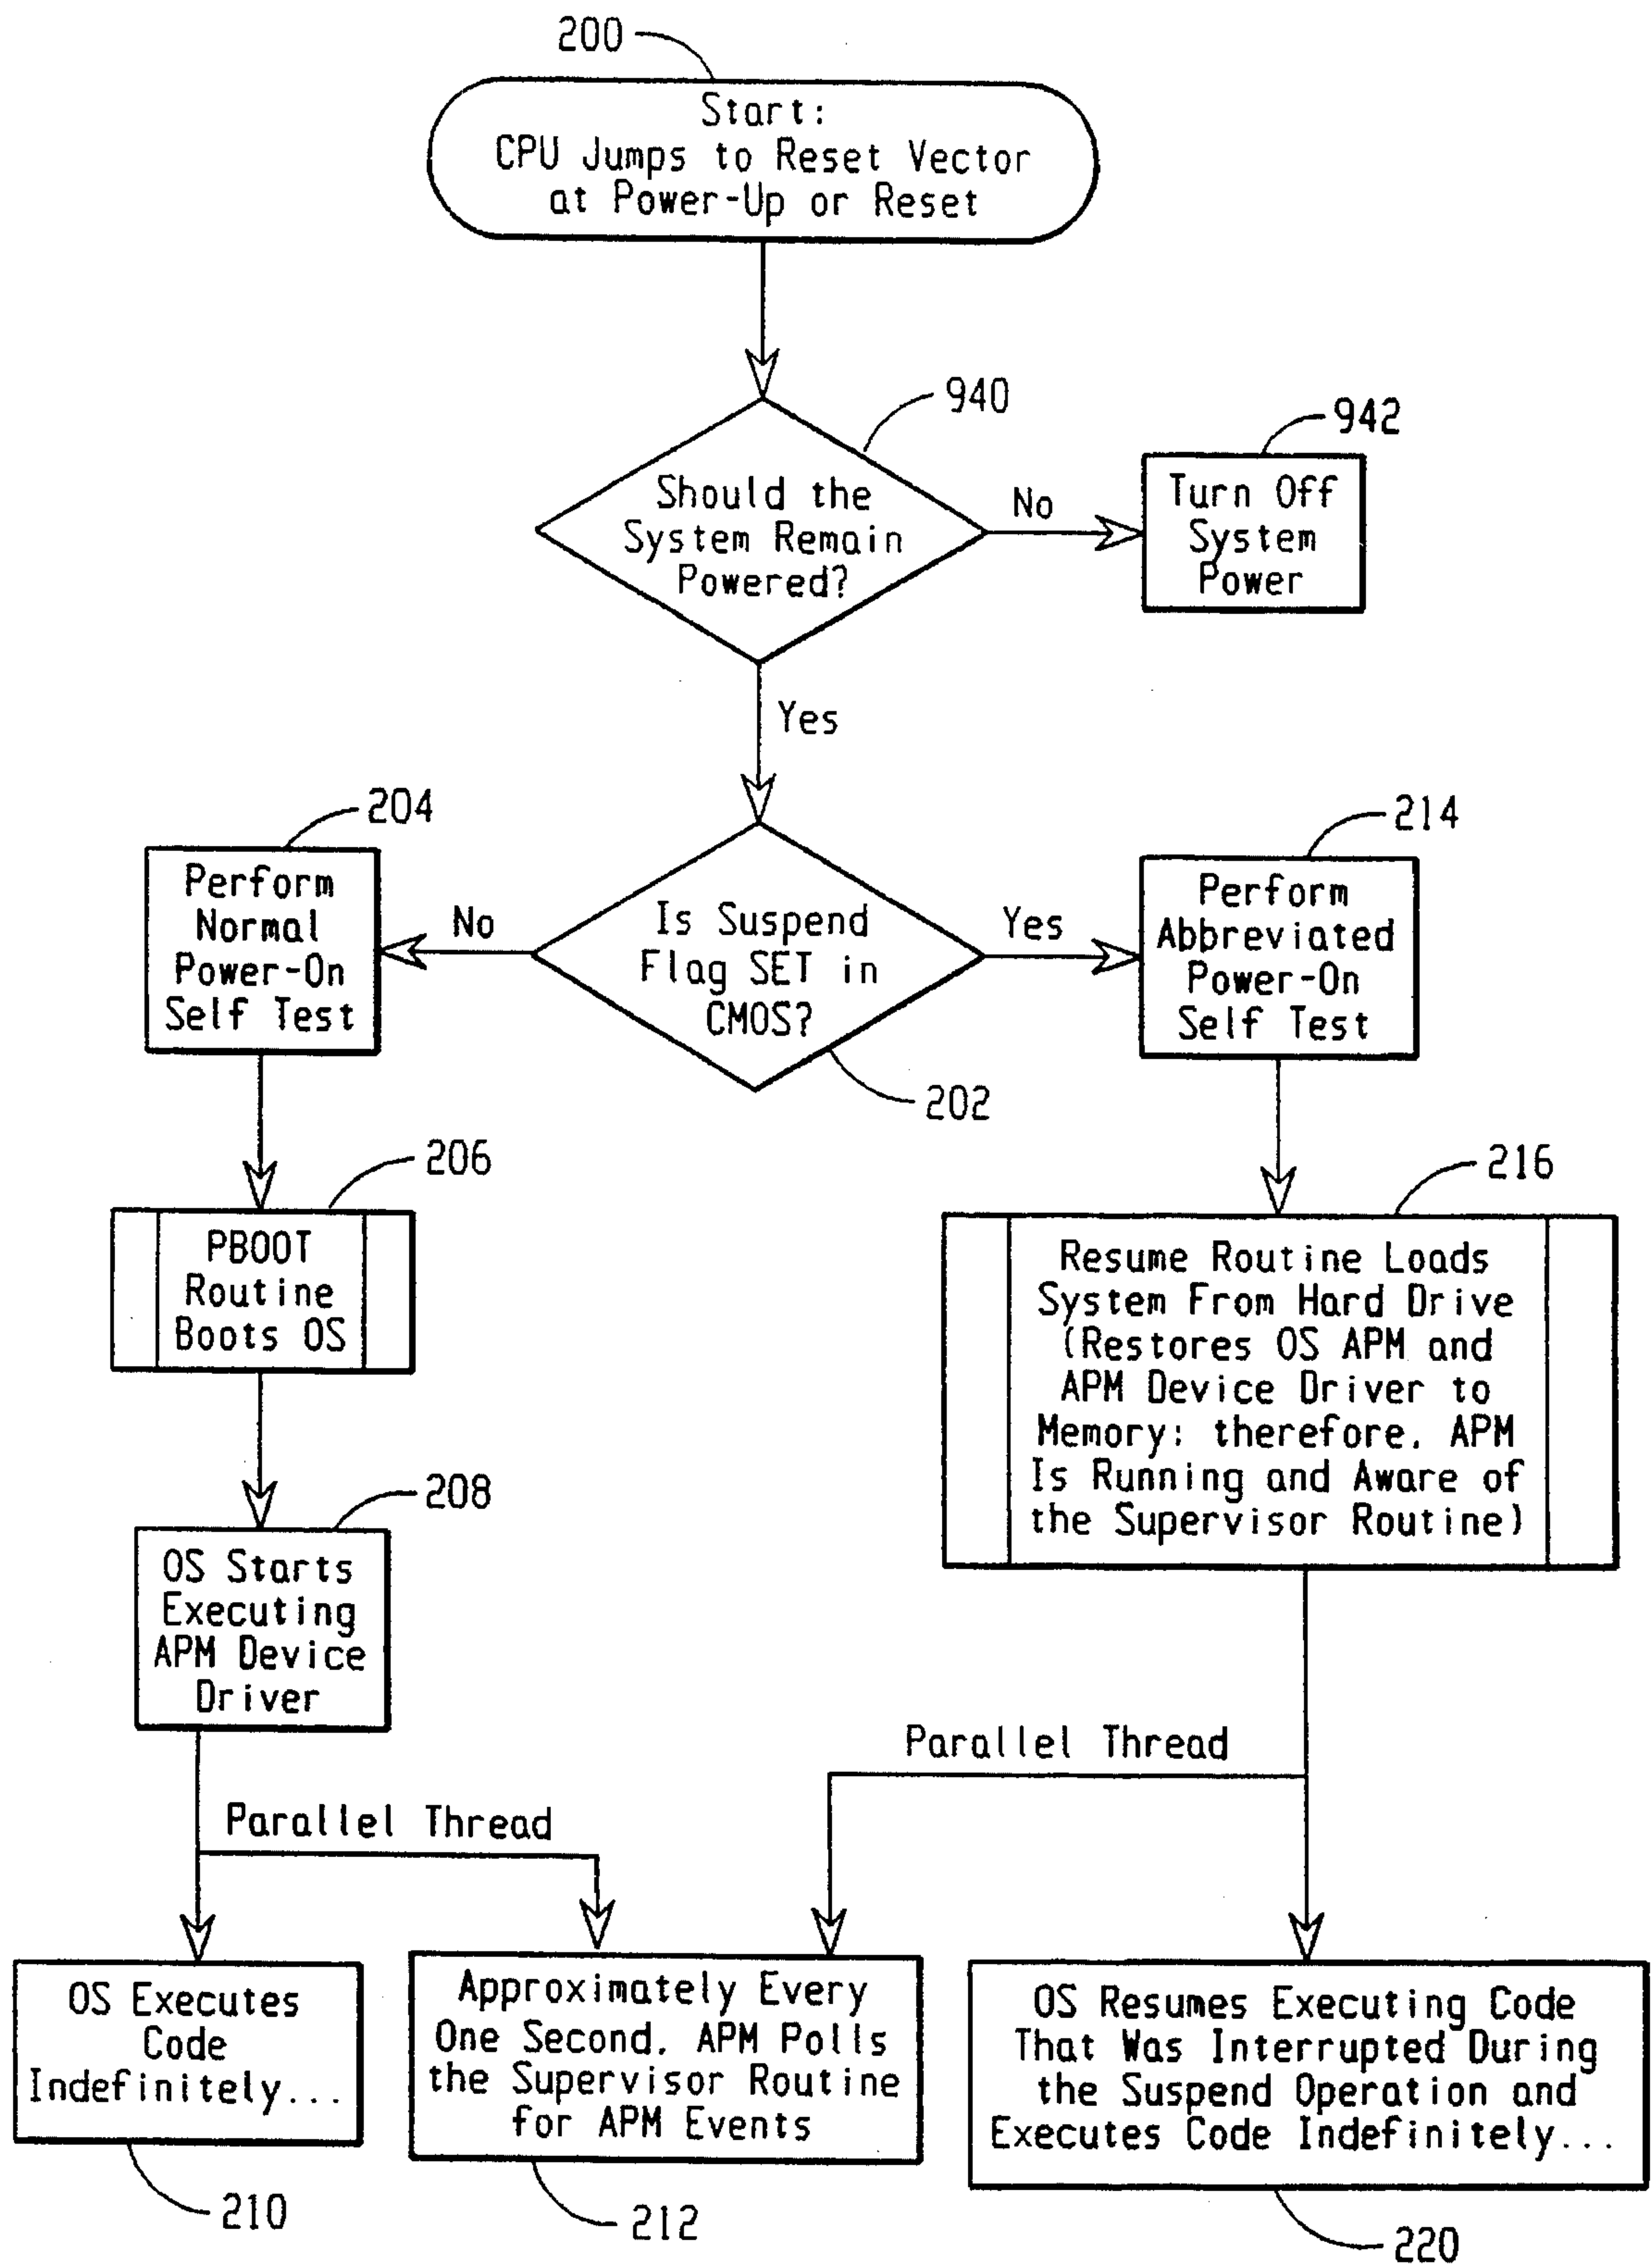 200
Start:
CPU Jumps to Reset Vector
at Power-Up or Reset
940
Should the
System Remain
Powered?
No
942
Turn Off
System
Power
Yes
204
Perform
Normal
Power-On
Self Test
No
Is Suspend
Flag SET in
CMOS?
202
Yes
214
Perform
Abbreviated
Power-On
Self Test
206
PBOOT
Routine
Boots OS
216
Resume Routine Loads
System From Hard Drive
(Restores OS APM and
APM Device Driver to
Memory; therefore, APM
Is Running and Aware of
the Supervisor Routine)
208
OS Starts
Executing
APM Device
Driver
Parallel Thread
Parallel Thread
OS Executes
Code
Indefinitely...
210
Approximately Every
One Second, APM Polls
the Supervisor Routine
for APM Events
212
OS Resumes Executing Code
That Was Interrupted During
the Suspend Operation and
Executes Code Indefinitely...
220